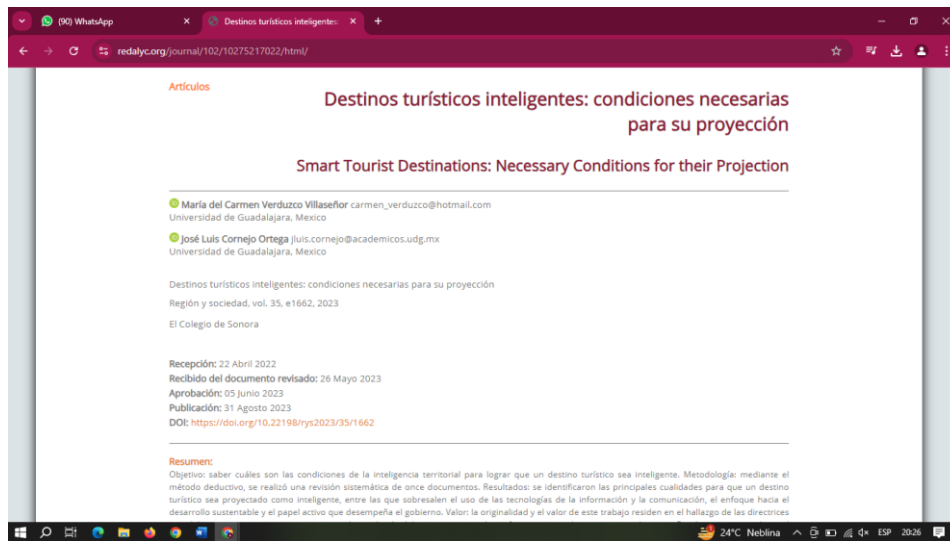 (90) WhatsApp
Destinos turísticos inteligentes:
redalyc.org/journal/102/10275217022/html/
Artículos
Destinos turísticos inteligentes: condiciones necesarias
para su proyección
Smart Tourist Destinations: Necessary Conditions for their Projection
María del Carmen Verduzco Villaseñor carmen_verduzco@hotmail.com
Universidad de Guadalajara, Mexico
José Luis Cornejo Ortega jluis.cornejo@academicos.udg.mx
Universidad de Guadalajara, Mexico
Destinos turísticos inteligentes: condiciones necesarias para su proyección
Región y sociedad, vol. 35, e1662, 2023
El Colegio de Sonora
Recepción: 22 Abril 2022
Recibido del documento revisado: 26 Mayo 2023
Aprobación: 05 Junio 2023
Publicación: 31 Agosto 2023
DOI: https://doi.org/10.22198/rys2023/35/1662
Resumen:
Objetivo: saber cuáles son las condiciones de la inteligencia territorial para lograr que un destino turístico sea inteligente. Metodología: mediante el
método deductivo, se realizó una revisión sistemática de once documentos. Resultados: se identificaron las principales cualidades para que un destino
turístico sea proyectado como inteligente, entre las que sobresalen el uso de las tecnologías de la información y la comunicación, el enfoque hacia el
desarrollo sustentable y el papel activo que desempeña el gobierno. Valor: la originalidad y el valor de este trabajo residen en el hallazgo de las directrices
24°C Neblina
ESP
20:26